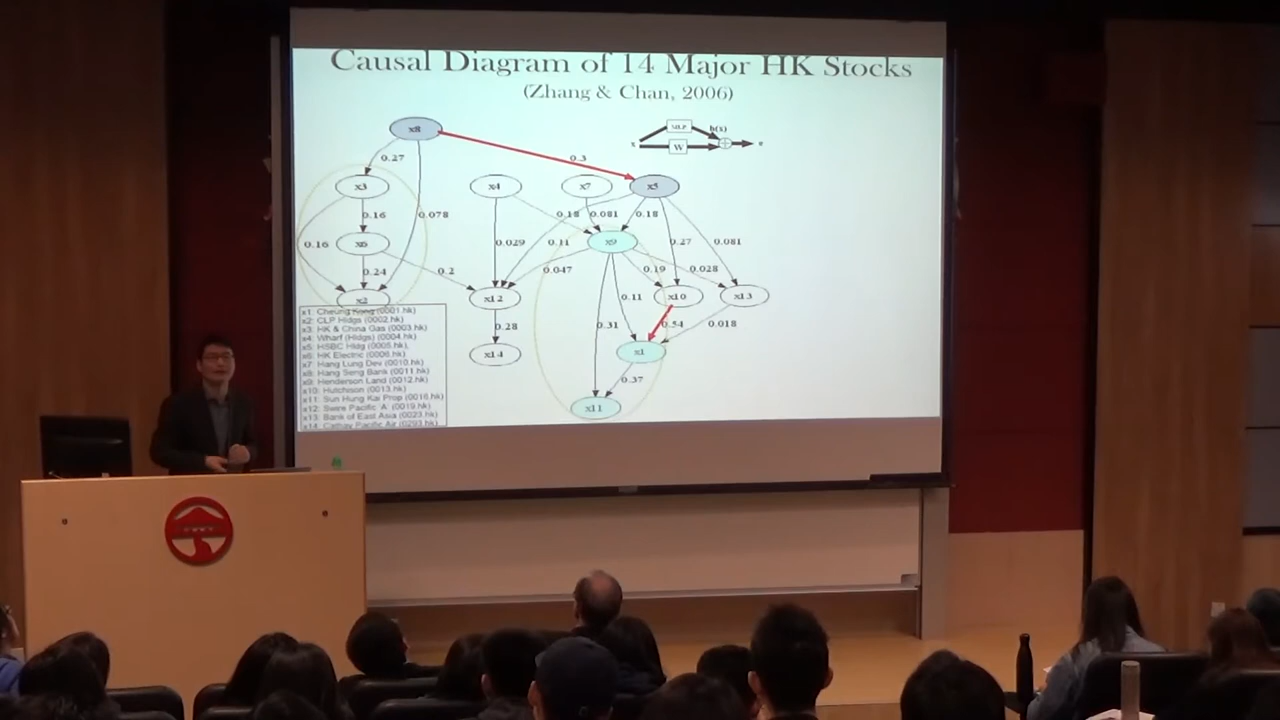 Causal Diagram of 14 Major HK Stocks
(Zhang & Chan, 2006)
x8
MLP h(x)
x W e
0.27 0.3
x3 x4 x7 x5
0.16 0.078 0.18 0.081 0.18
0.16 x6 0.029 0.11 x9 0.27 0.081
0.24 0.2 0.047 0.19 0.028
x2 x12 0.11 x10 x13
0.28 0.31 0.54 0.018
x14 x1
0.37
x11
x1: Cheung Kong (0001.hk)
x2: CLP Hldgs (0002.hk)
x3: HK & China Gas (0003.hk)
x4: Wharf (Hldgs) (0004.hk)
x5: HSBC Hldg (0005.hk)
x6: HK Electric (0006.hk)
x7: Hang Lung Dev (0010.hk)
x8: Hang Seng Bank (0011.hk)
x9: Henderson Land (0012.hk)
x10: Hutchison (0013.hk)
x11: Sun Hung Kai Prop (0016.hk)
x12: Swire Pacific 'A' (0019.hk)
x13: Bank of East Asia (0023.hk)
x14: Cathay Pacific Air (0293.hk)